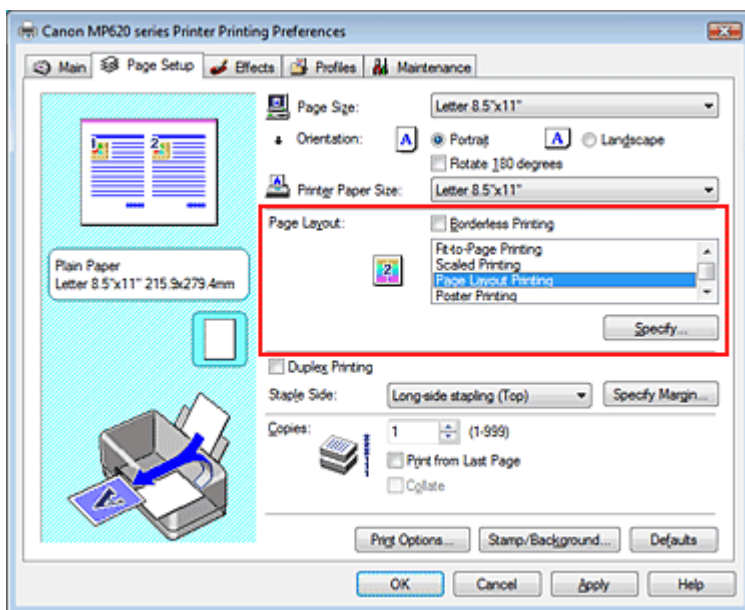 Canon MP620 series Printer Printing Preferences
Main Page Setup Effects Profiles Maintenance
1 2
Plain Paper
Letter 8.5"x11" 215.9x279.4mm
Page Size: Letter 8.5"x11"
Orientation: A Portrait A Landscape
Rotate 180 degrees
Printer Paper Size: Letter 8.5"x11"
Page Layout: Borderless Printing
Fit-to-Page Printing
Scaled Printing
2 Page Layout Printing
Poster Printing
Specify...
Duplex Printing
Staple Side: Long-side stapling (Top) Specify Margin...
Copies: 1 (1-999)
Print from Last Page
Collate
A
Print Options... Stamp/Background... Defaults
OK Cancel Apply Help